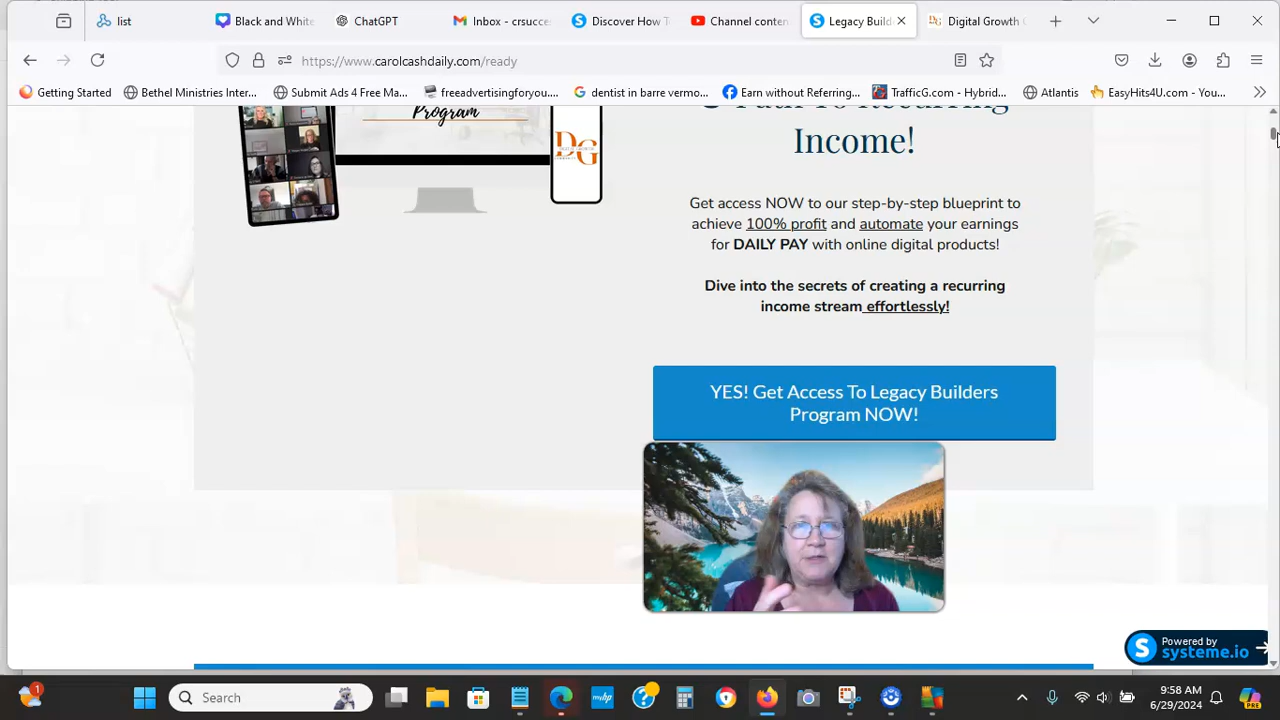 list
Black and White
ChatGPT
Inbox - crsucces
Discover How T
Channel conten
Legacy Builde
Digital Growth C
https://www.carolcashdaily.com/ready
Getting Started
Bethel Ministries Inter...
Submit Ads 4 Free Ma...
freeadvertisingforyou...
dentist in barre vermo...
Earn without Referring...
TrafficG.com - Hybrid...
Atlantis
EasyHits4U.com - You...
Program
DG
Income!
Get access NOW to our step-by-step blueprint to
achieve 100% profit and automate your earnings
for DAILY PAY with online digital products!
Dive into the secrets of creating a recurring
income stream effortlessly!
YES! Get Access To Legacy Builders
Program NOW!
Powered by
systeme.io
1
Search
myhp
9:58 AM
6/29/2024
PRE